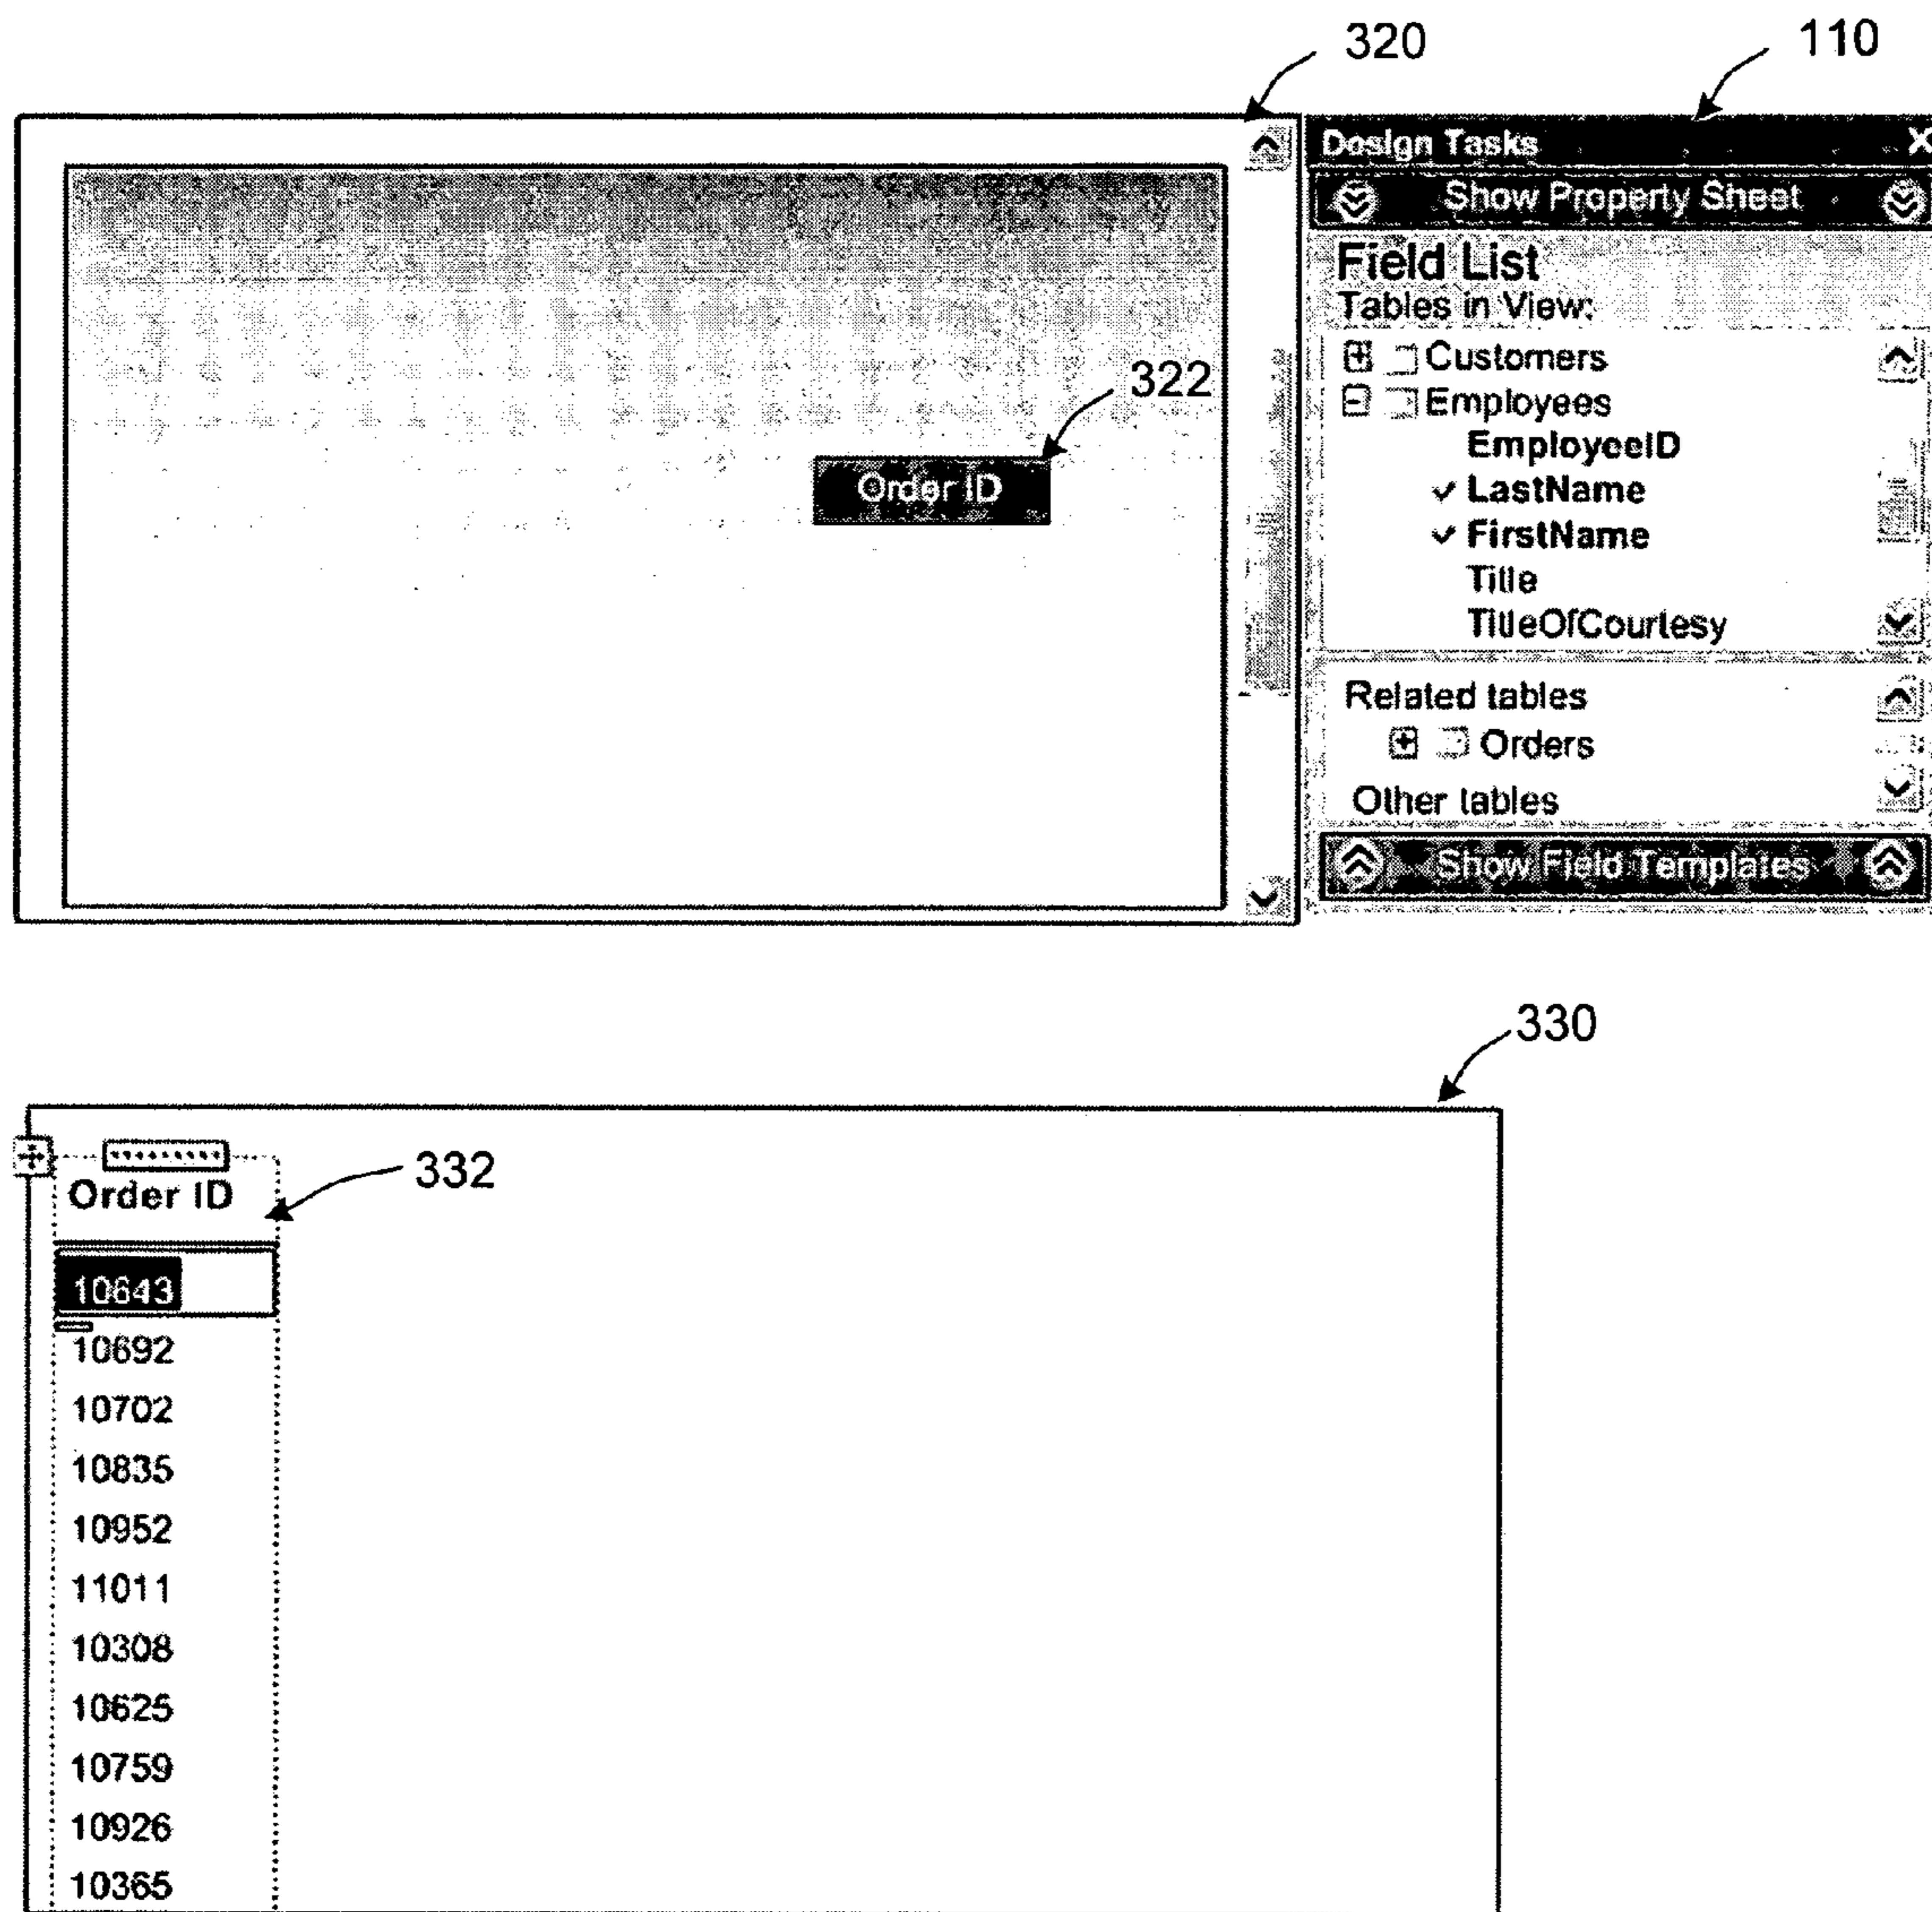 320
110
Design Tasks X
Show Property Sheet
Field List
Tables in View:
Customers
Employees
322
EmployeeID
Order ID
LastName
FirstName
Title
TitleOfCourtesy
Related tables
Orders
Other tables
Show Field Templates
330
332
Order ID
10643
10692
10702
10835
10952
11011
10308
10625
10759
10926
10365